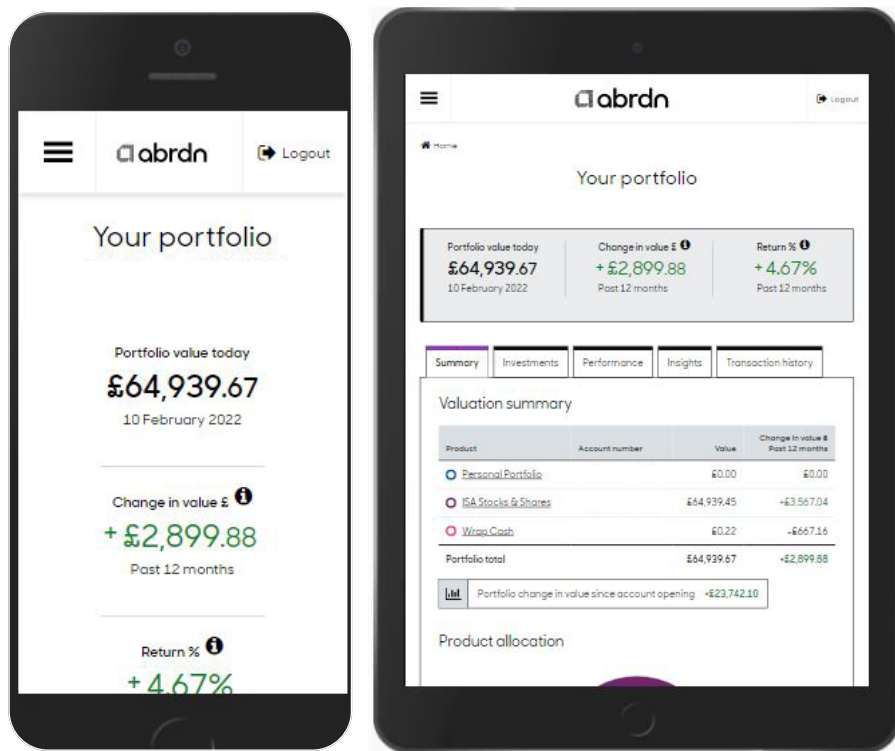 abrdn
Logout
Your portfolio
Portfolio value today
£64,939.67
10 February 2022
Change in value £
+ £2,899.88
Past 12 months
Return %
+ 4.67%
abrdn
Logout
Home
Your portfolio
Portfolio value today Change in value £ Return %
£64,939.67 + £2,899.88 + 4.67%
10 February 2022 Past 12 months Past 12 months
Summary Investments Performance Insights Transaction history
Valuation summary
Product Account number Value Change in value £ Past 12 months
Personal Portfolio £0.00 £0.00
ISA Stocks & Shares £64,939.45 +£3,567.04
Wrap Cash £0.22 -£667.16
Portfolio total £64,939.67 +£2,899.88
Portfolio change in value since account opening +£23,742.10
Product allocation